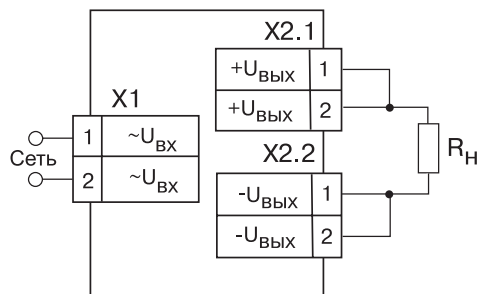 X2.1
+Uвых 1
+Uвых 2
X1
1 ~Uвх
2 ~Uвх
Сеть
X2.2
-Uвых 1
-Uвых 2
Rн